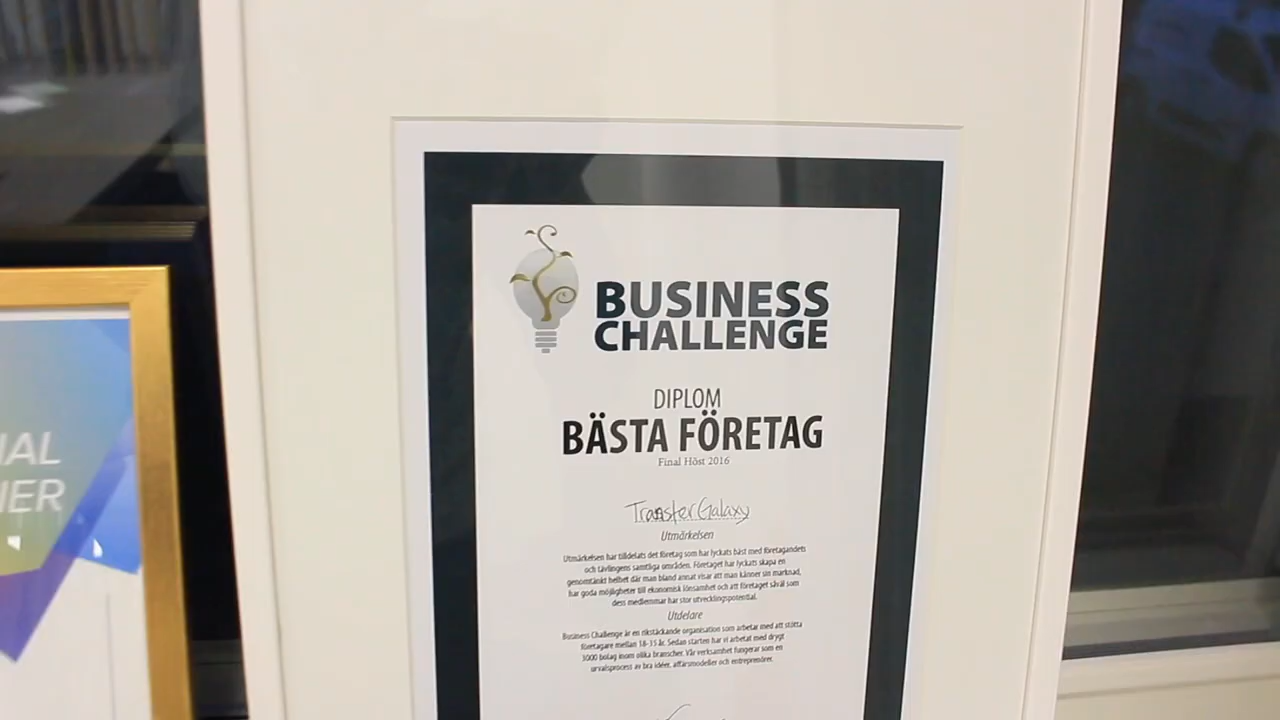 BUSINESS
CHALLENGE
DIPLOM
BÄSTA FÖRETAG
Final Höst 2016
TransferGalaxy
Utmärkelsen
Utmärkelsen har tilldelats det företag som har lyckats bäst med företagandets
och tävlingens samtliga områden. Företaget har lyckats skapa en
genomtänkt helhet där man bland annat visar att man känner sin marknad,
har goda möjligheter till ekonomisk lönsamhet och att företaget såväl som
dess medlemmar har stor utvecklingspotential.
Utdelare
Business Challenge är en rikstäckande organisation som arbetar med att stötta
företagare mellan 18-35 år. Sedan starten har vi arbetat med drygt
3000 bolag inom olika branscher. Vår verksamhet fungerar som en
urvalsprocess av bra idéer, affärsmodeller och entreprenörer.
IAL
IER